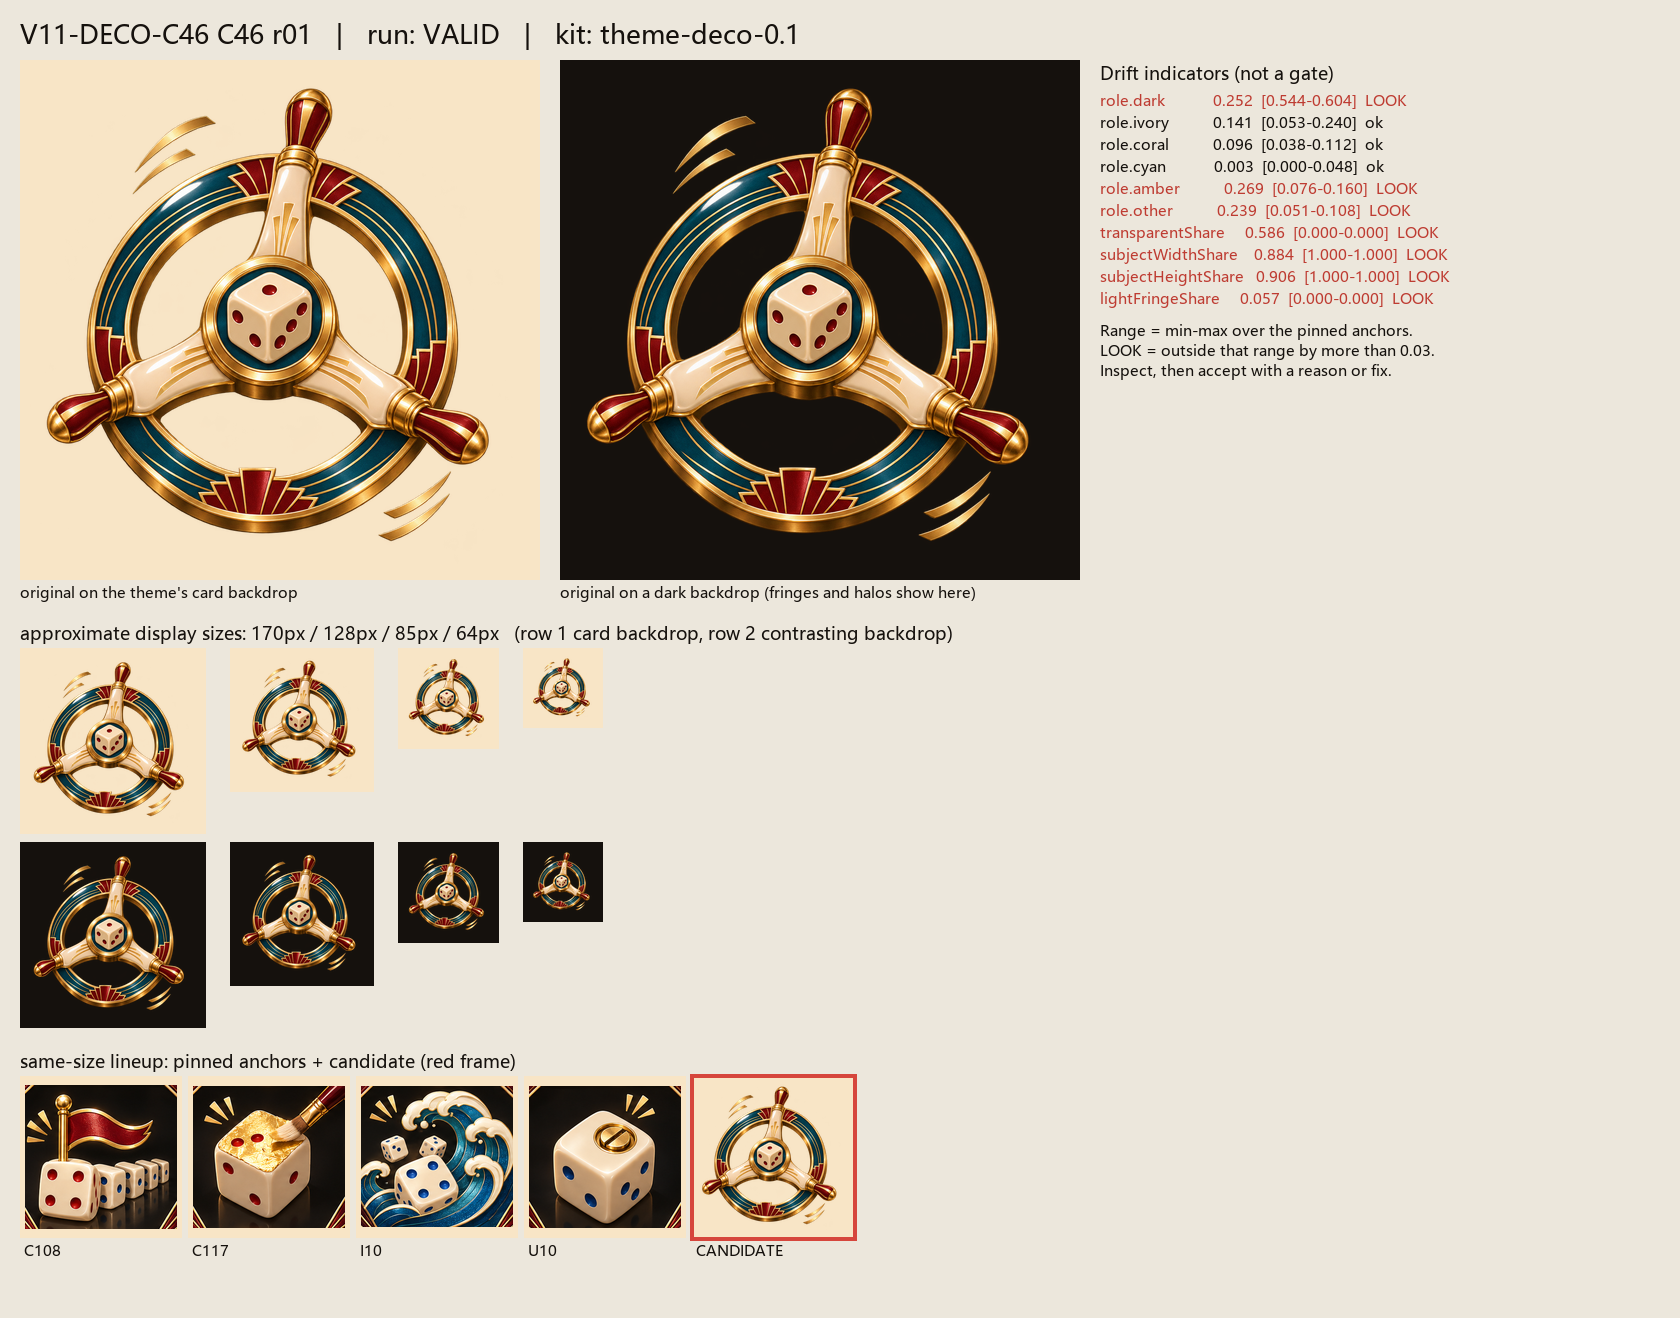 V11-DECO-C46 C46 r01   |   run: VALID   |   kit: theme-deco-0.1
Drift indicators (not a gate)
role.dark 0.252 [0.544-0.604] LOOK
role.ivory 0.141 [0.053-0.240] ok
role.coral 0.096 [0.038-0.112] ok
role.cyan 0.003 [0.000-0.048] ok
role.amber 0.269 [0.076-0.160] LOOK
role.other 0.239 [0.051-0.108] LOOK
transparentShare 0.586 [0.000-0.000] LOOK
subjectWidthShare 0.884 [1.000-1.000] LOOK
subjectHeightShare 0.906 [1.000-1.000] LOOK
lightFringeShare 0.057 [0.000-0.000] LOOK
Range = min-max over the pinned anchors.
LOOK = outside that range by more than 0.03.
Inspect, then accept with a reason or fix.
original on the theme's card backdrop
original on a dark backdrop (fringes and halos show here)
approximate display sizes: 170px / 128px / 85px / 64px   (row 1 card backdrop, row 2 contrasting backdrop)
same-size lineup: pinned anchors + candidate (red frame)
C108
C117
I10
U10
CANDIDATE